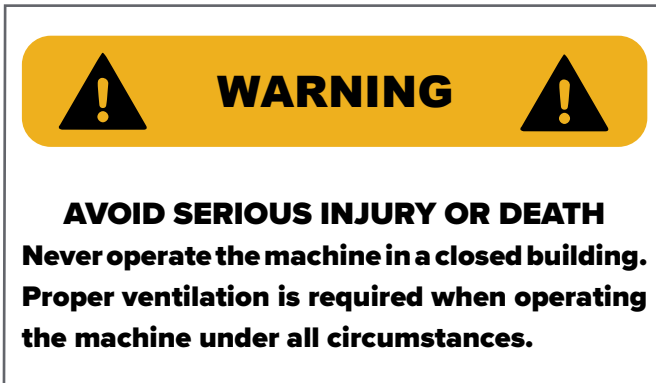 WARNING
AVOID SERIOUS INJURY OR DEATH
Never operate the machine in a closed building.
Proper ventilation is required when operating
the machine under all circumstances.